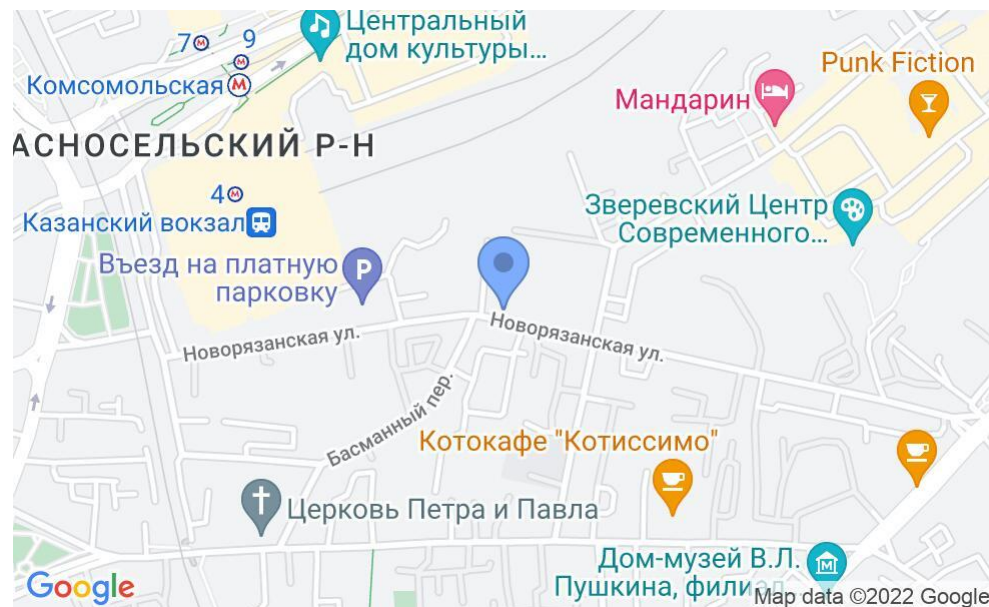 Центральный
дом культуры...
7 9
Punk Fiction
Комсомольская
Мандарин
АСНОСЕЛЬСКИЙ Р-Н
4
Казанский вокзал
Зверевский Центр
Современного...
Въезд на платную
парковку
P
Новорязанская ул.
Новорязанская ул.
Басманный пер.
Котокафе "Котиссимо"
Церковь Петра и Павла
Дом-музей В.Л.
Пушкина, филиал
Google
Map data ©2022 Google